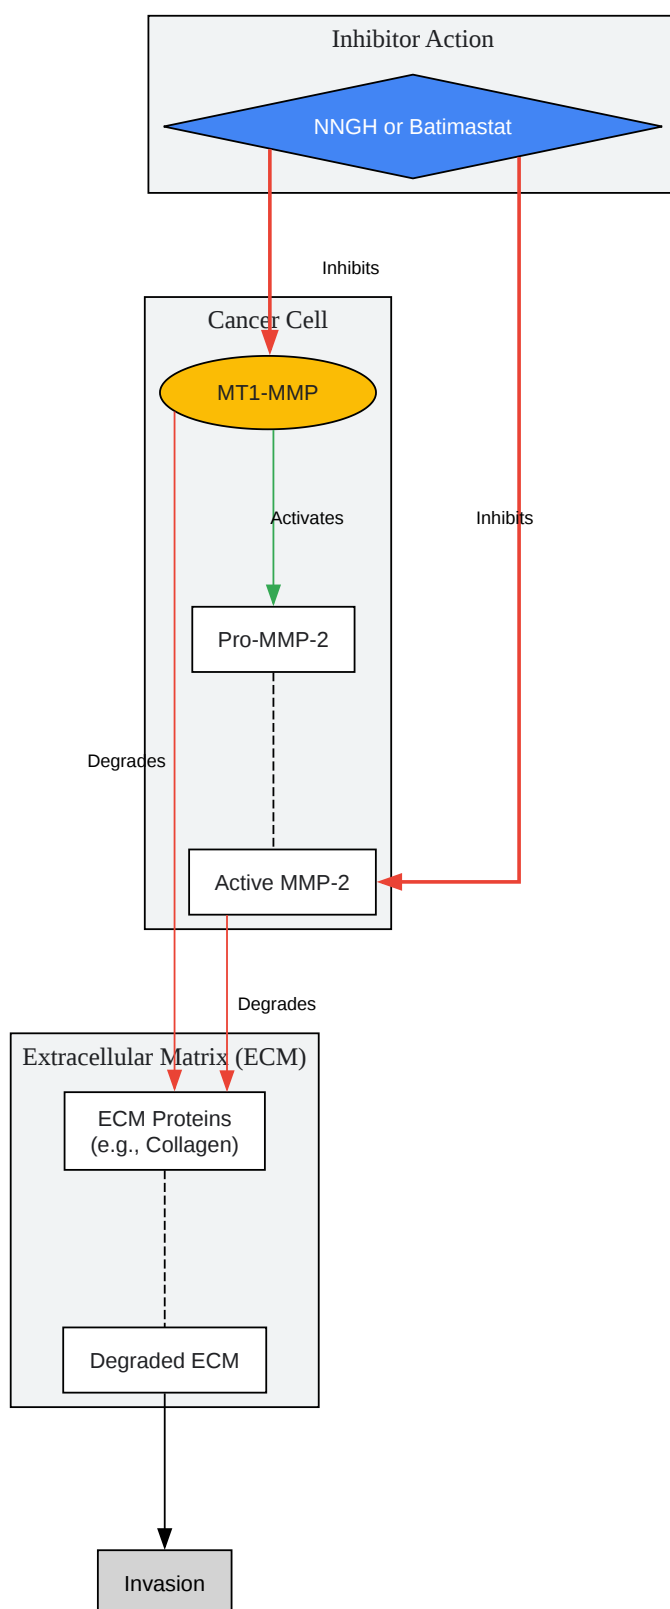 Inhibitor Action
NNGH or Batimastat
Inhibits
Cancer Cell
MT1-MMP
Activates
Inhibits
Pro-MMP-2
Degrades
Active MMP-2
Degrades
Extracellular Matrix (ECM)
ECM Proteins
(e.g., Collagen)
Degraded ECM
Invasion